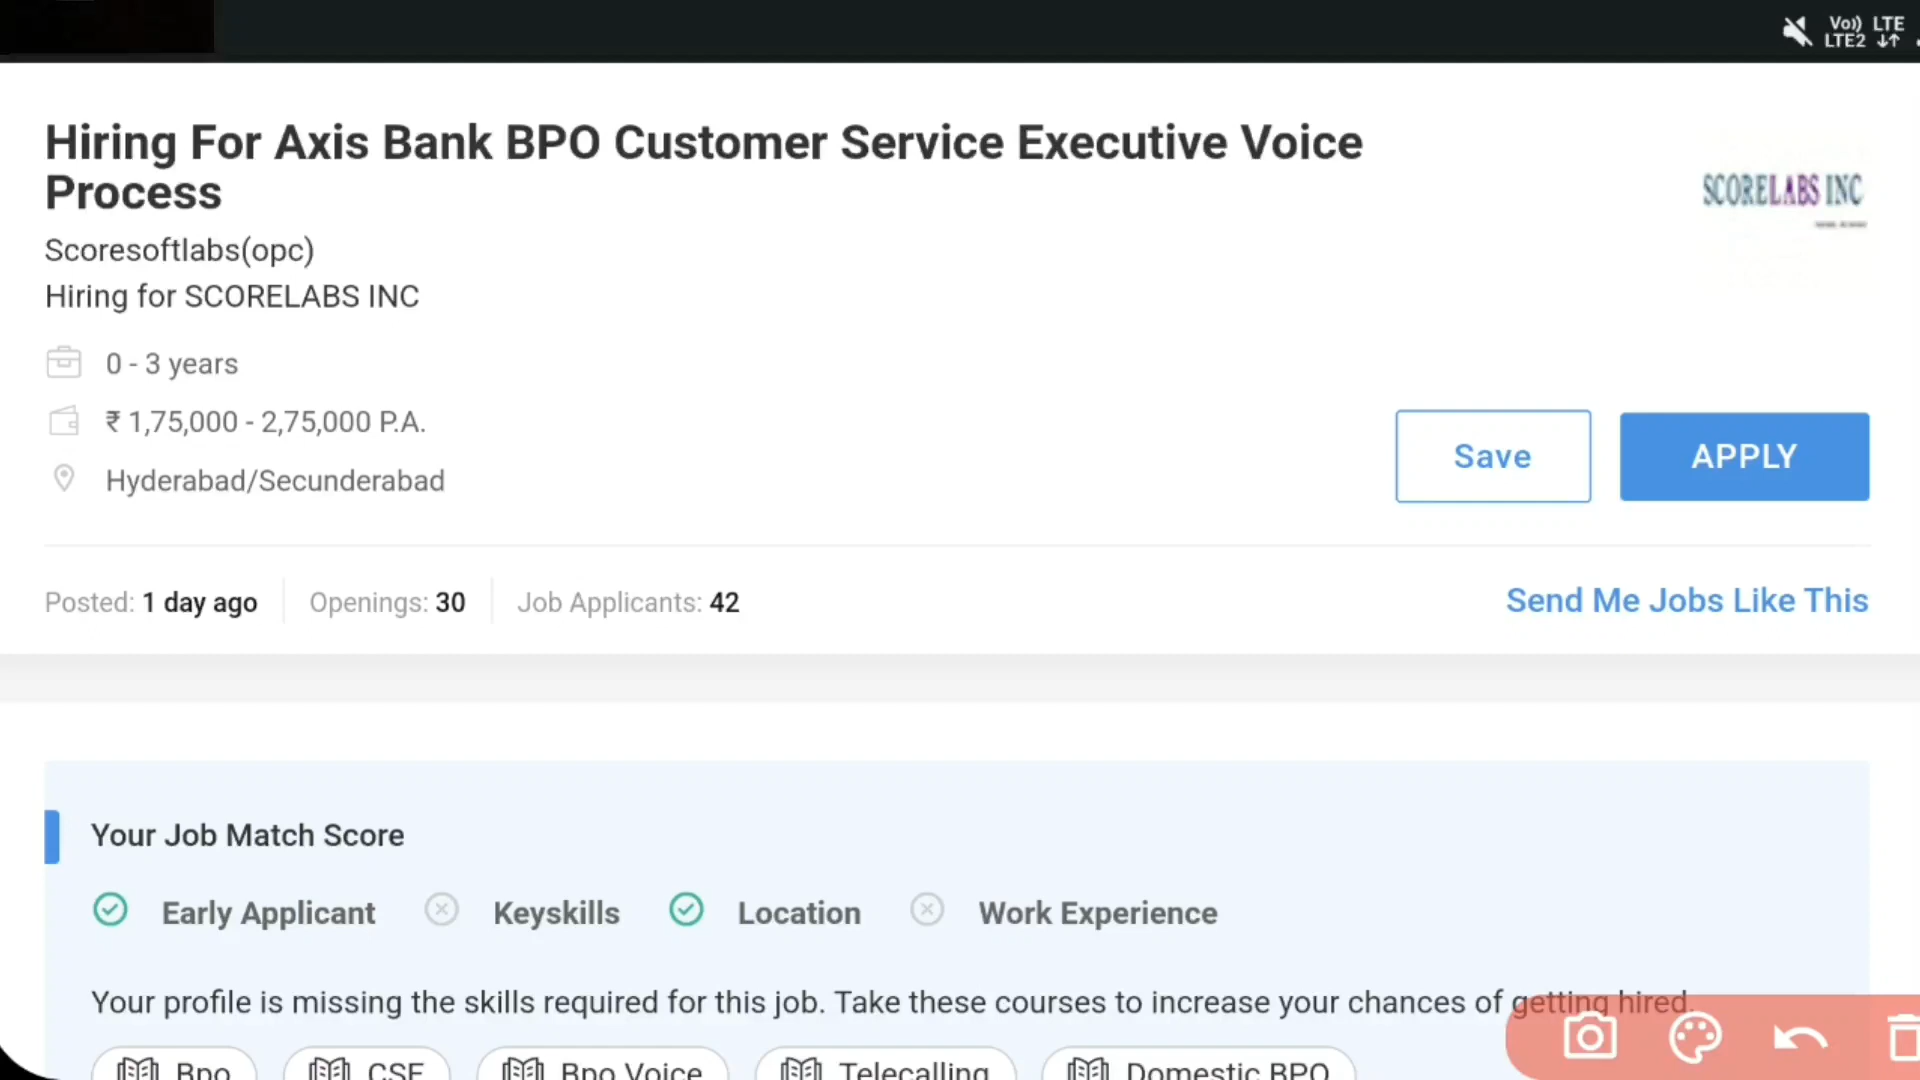 Vo)) LTE
LTE2
Hiring For Axis Bank BPO Customer Service Executive Voice
Process
SCORELABS INC
Scoresoftlabs(opc)
Hiring for SCORELABS INC
0 - 3 years
₹ 1,75,000 - 2,75,000 P.A.
Hyderabad/Secunderabad
Save
APPLY
Posted: 1 day ago
Openings: 30
Job Applicants: 42
Send Me Jobs Like This
Your Job Match Score
Early Applicant
Keyskills
Location
Work Experience
Your profile is missing the skills required for this job. Take these courses to increase your chances of getting hired.
Bpo
CSE
Bpo Voice
Telecalling
Domestic BPO